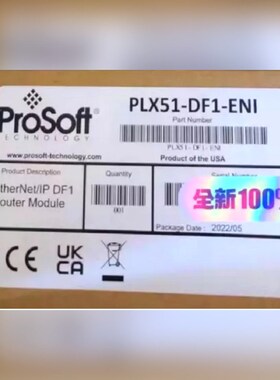 ProSoft
TECHNOLOGY
www.prosoft-technology.com
PLX51-DF1-ENI
Part Number
PLX51-DF1-ENI
Product of the USA
therNet/IP DF1
outer Module
Quantity
001
Serial Number
全新100%
Package Date: 2022/05
CE
UK
CA